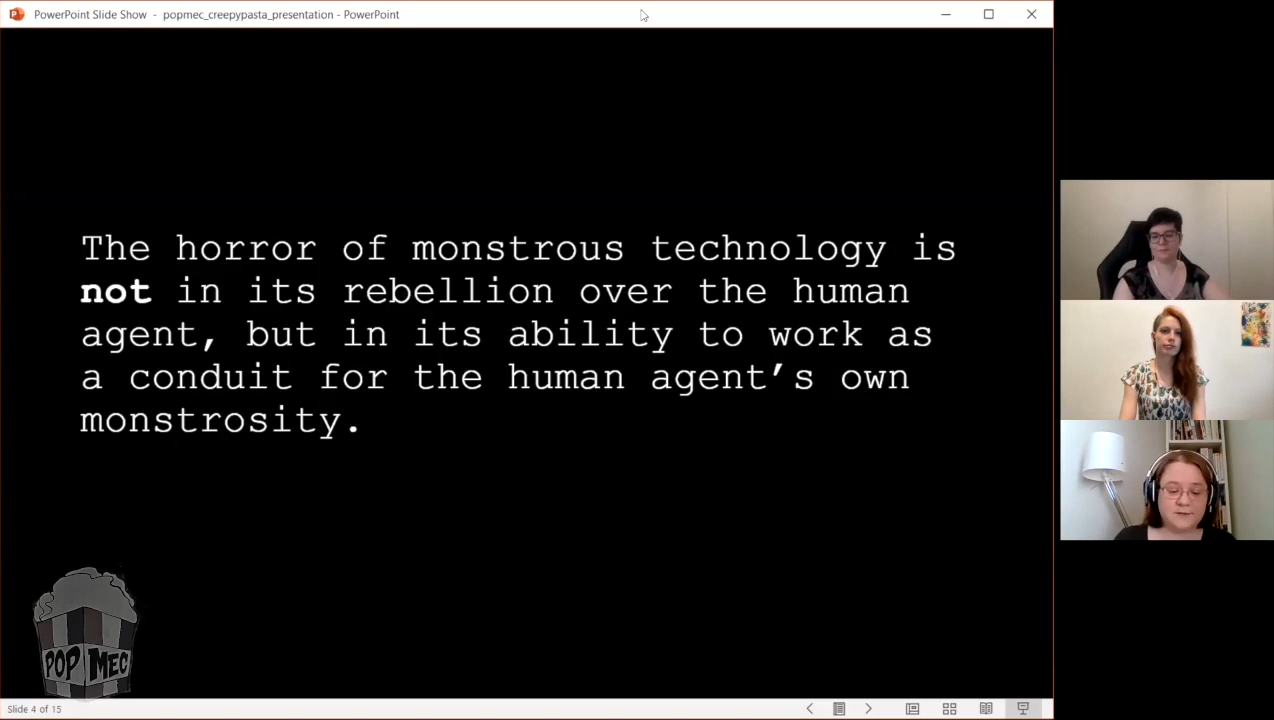 PowerPoint Slide Show - popmec_creepypasta_presentation - PowerPoint
The horror of monstrous technology is
not in its rebellion over the human
agent, but in its ability to work as
a conduit for the human agent’s own
monstrosity.
POP MEC
Slide 4 of 15